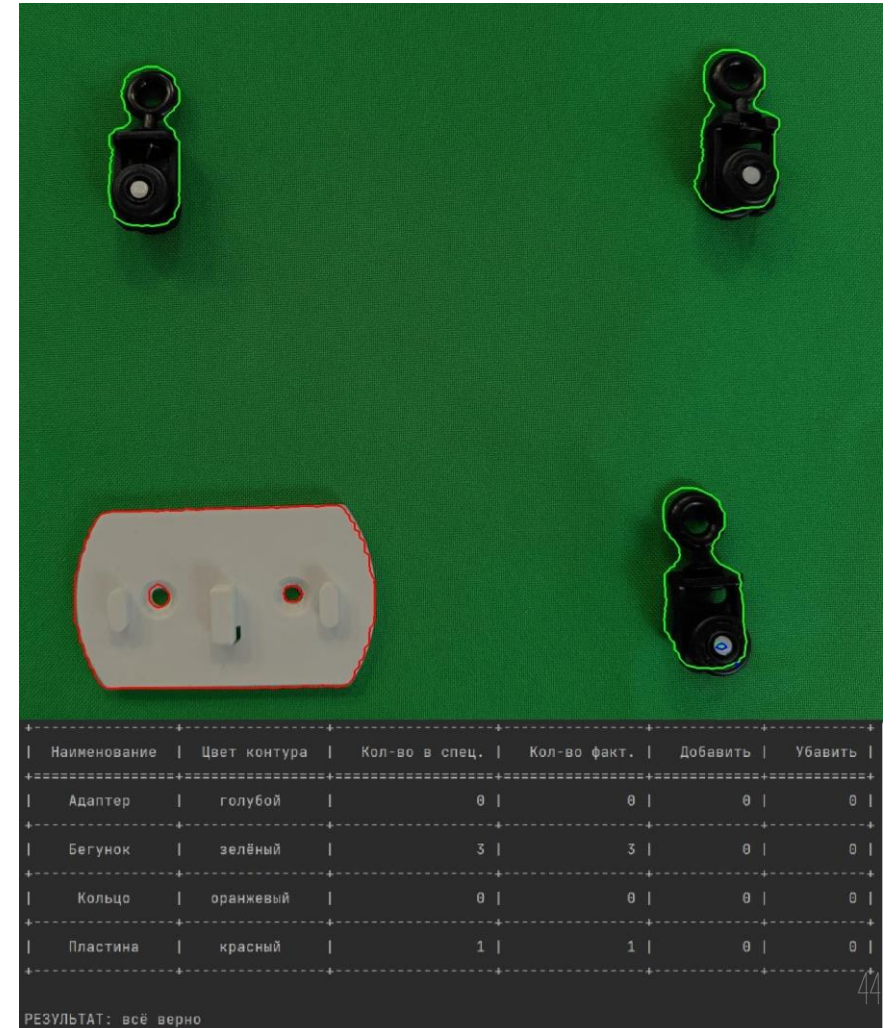 | Наименование | Цвет контура | Кол-во в спец. | Кол-во факт. | Добавить | Убавить |
| Адаптер | голубой | 0 | 0 | 0 | 0 |
| Бегунок | зелёный | 3 | 3 | 0 | 0 |
| Кольцо | оранжевый | 0 | 0 | 0 | 0 |
| Пластина | красный | 1 | 1 | 0 | 0 |
44
РЕЗУЛЬТАТ: всё верно